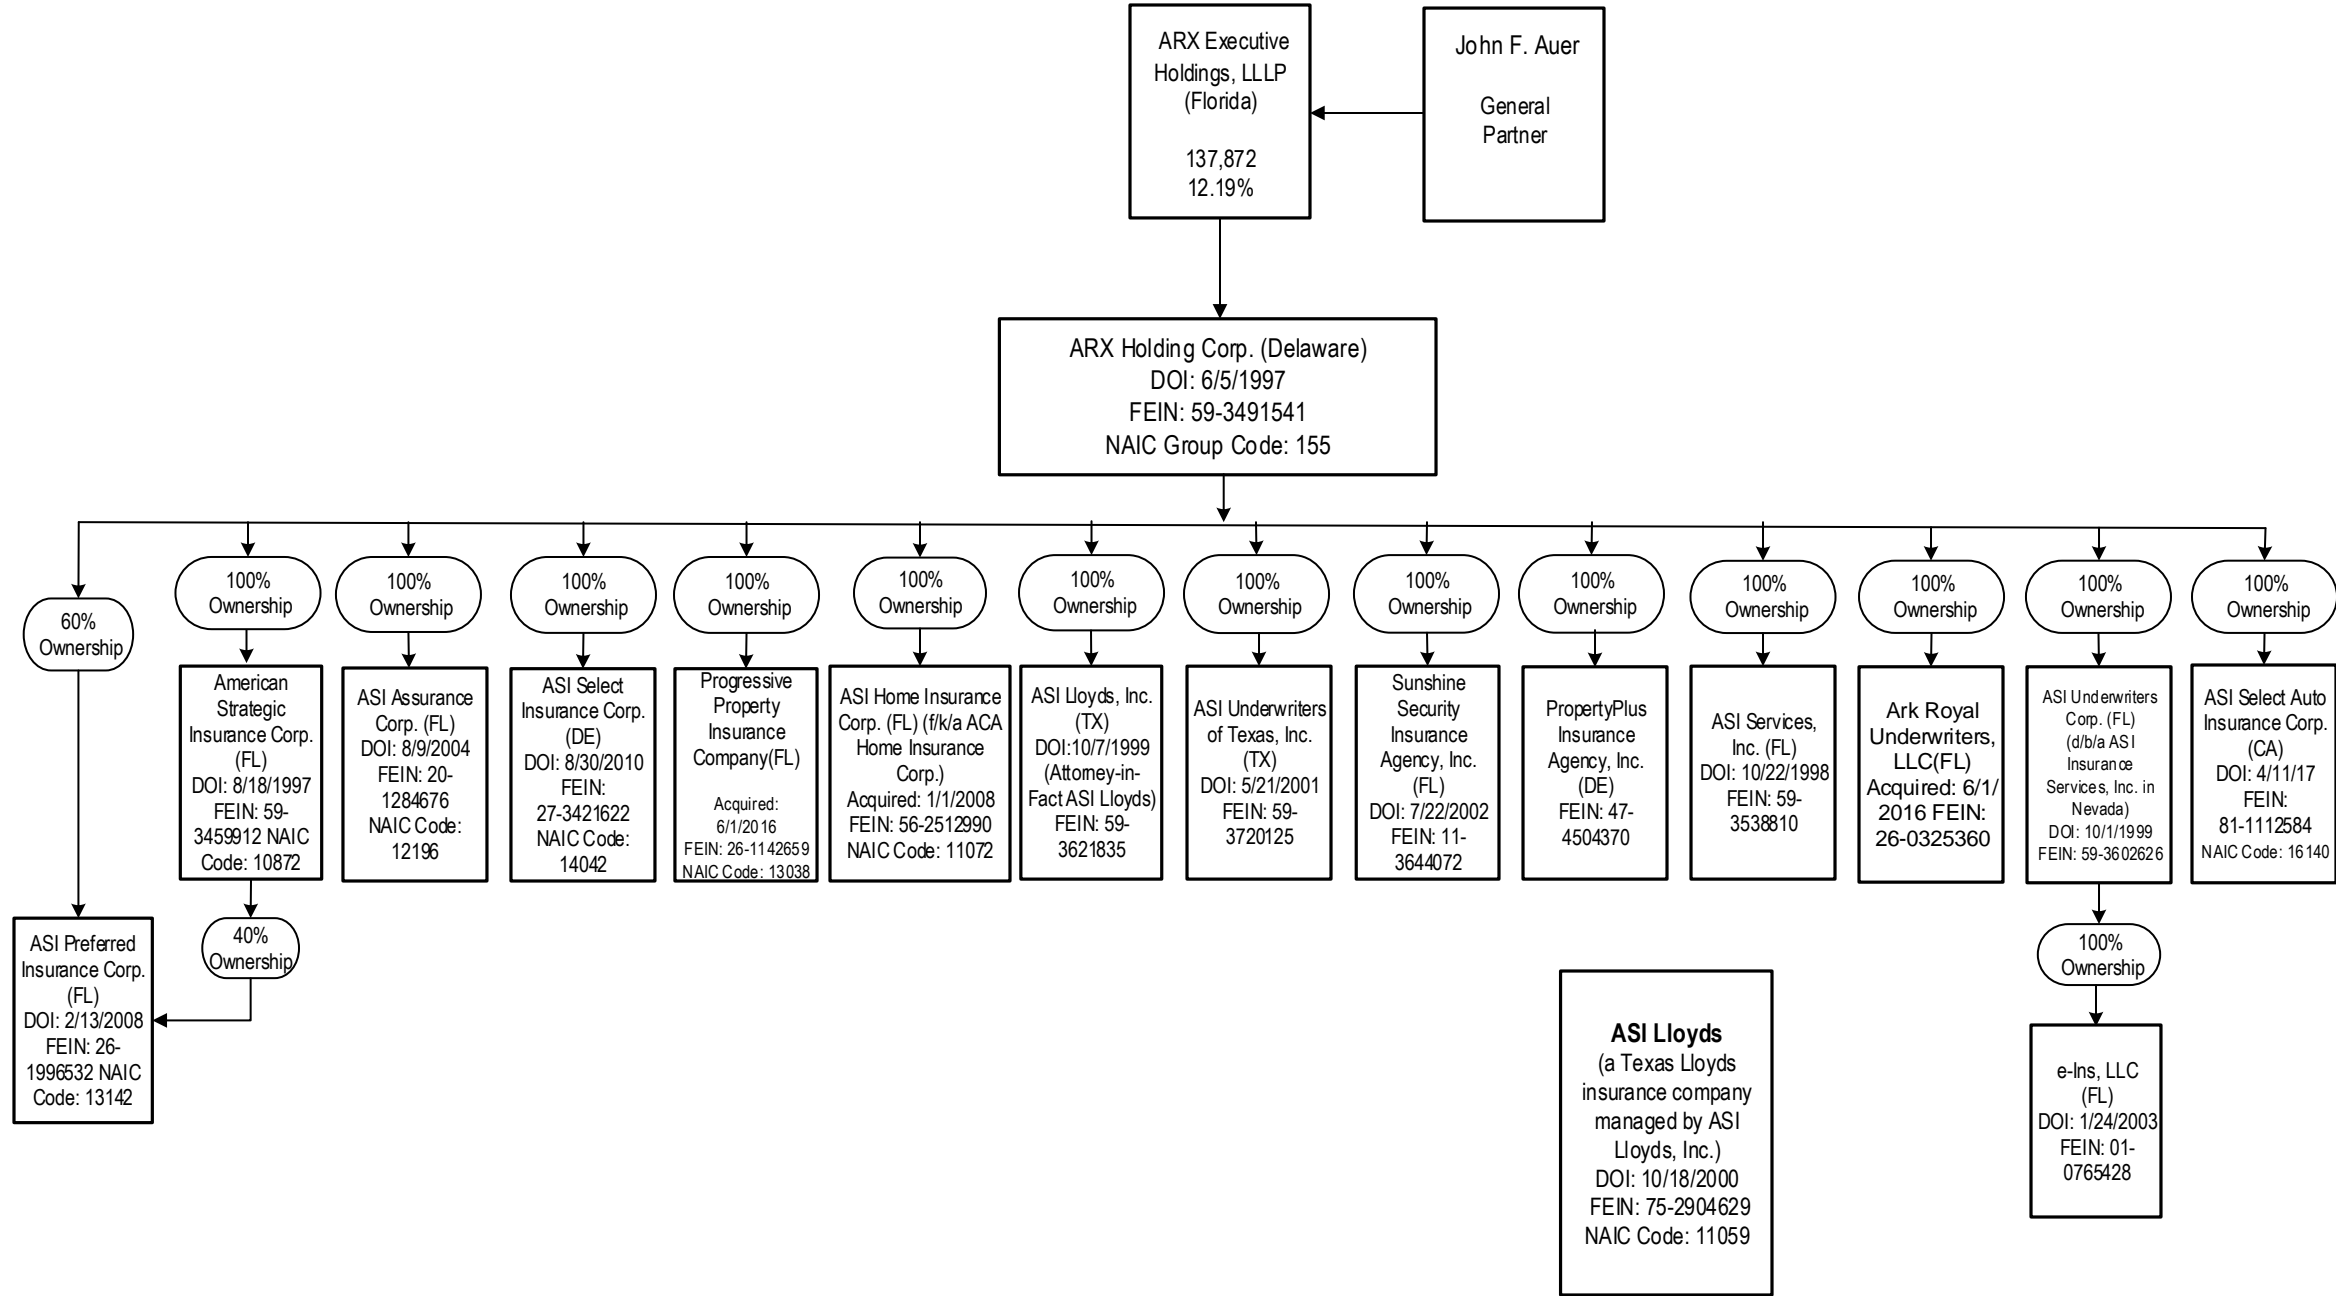 ARX Executive
Holdings, LLLP
(Florida)
137,872
12.19%
John F. Auer
General
Partner
ARX Holding Corp. (Delaware)
DOI: 6/5/1997
FEIN: 59-3491541
NAIC Group Code: 155
60%
Ownership
100%
Ownership
100%
Ownership
100%
Ownership
100%
Ownership
100%
Ownership
100%
Ownership
100%
Ownership
100%
Ownership
100%
Ownership
100%
Ownership
100%
Ownership
100%
Ownership
100%
Ownership
American
Strategic
Insurance Corp.
(FL)
DOI: 8/18/1997
FEIN: 59-
3459912 NAIC
Code: 10872
ASI Assurance
Corp. (FL)
DOI: 8/9/2004
FEIN: 20-
1284676
NAIC Code:
12196
ASI Select
Insurance Corp.
(DE)
DOI: 8/30/2010
FEIN:
27-3421622
NAIC Code:
14042
Progressive
Property
Insurance
Company(FL)
Acquired:
6/1/2016
FEIN: 26-1142659
NAIC Code: 13038
ASI Home Insurance
Corp. (FL) (f/k/a ACA
Home Insurance
Corp.)
Acquired: 1/1/2008
FEIN: 56-2512990
NAIC Code: 11072
ASI Lloyds, Inc.
(TX)
DOI:10/7/1999
(Attorney-in-
Fact ASI Lloyds)
FEIN: 59-
3621835
ASI Underwriters
of Texas, Inc.
(TX)
DOI: 5/21/2001
FEIN: 59-
3720125
Sunshine
Security
Insurance
Agency, Inc.
(FL)
DOI: 7/22/2002
FEIN: 11-
3644072
PropertyPlus
Insurance
Agency, Inc.
(DE)
FEIN: 47-
4504370
ASI Services,
Inc. (FL)
DOI: 10/22/1998
FEIN: 59-
3538810
Ark Royal
Underwriters,
LLC(FL)
Acquired: 6/1/
2016 FEIN:
26-0325360
ASI Underwriters
Corp. (FL)
(d/b/a ASI
Insurance
Services, Inc. in
Nevada)
DOI: 10/1/1999
FEIN: 59-3602626
ASI Select Auto
Insurance Corp.
(CA)
DOI: 4/11/17
FEIN:
81-1112584
NAIC Code: 16140
ASI Preferred
Insurance Corp.
(FL)
DOI: 2/13/2008
FEIN: 26-
1996532 NAIC
Code: 13142
40%
Ownership
100%
Ownership
ASI Lloyds
(a Texas Lloyds
insurance company
managed by ASI
Lloyds, Inc.)
DOI: 10/18/2000
FEIN: 75-2904629
NAIC Code: 11059
e-Ins, LLC
(FL)
DOI: 1/24/2003
FEIN: 01-
0765428